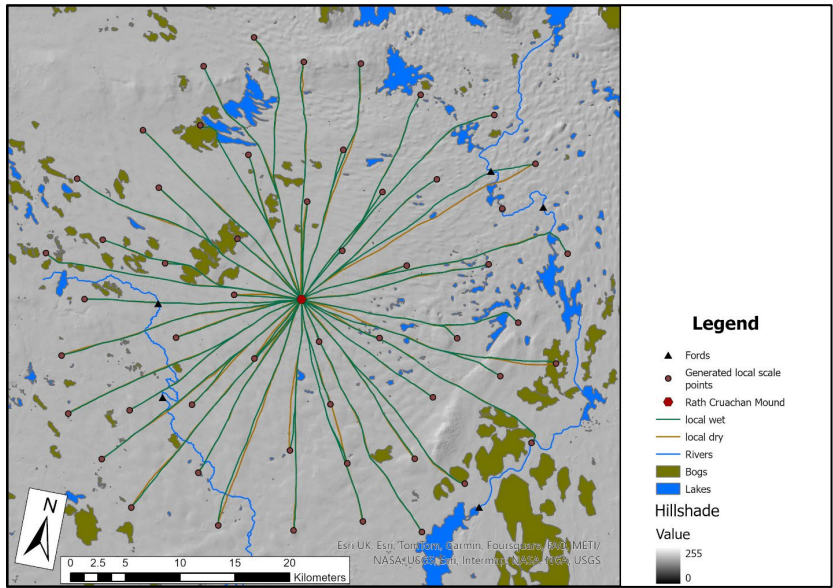 Legend
Fords
Generated local scale
points
Rath Cruachan Mound
local wet
local dry
Rivers
Bogs
Lakes
Hillshade
Value
255
0
N
0 2.5 5 10 15 20
Kilometers
Esri UK, Esri, TomTom, Garmin, Foursquare, FAO, METI/
NASA, USGS, Esri, Intermap, NASA, NGA, USGS